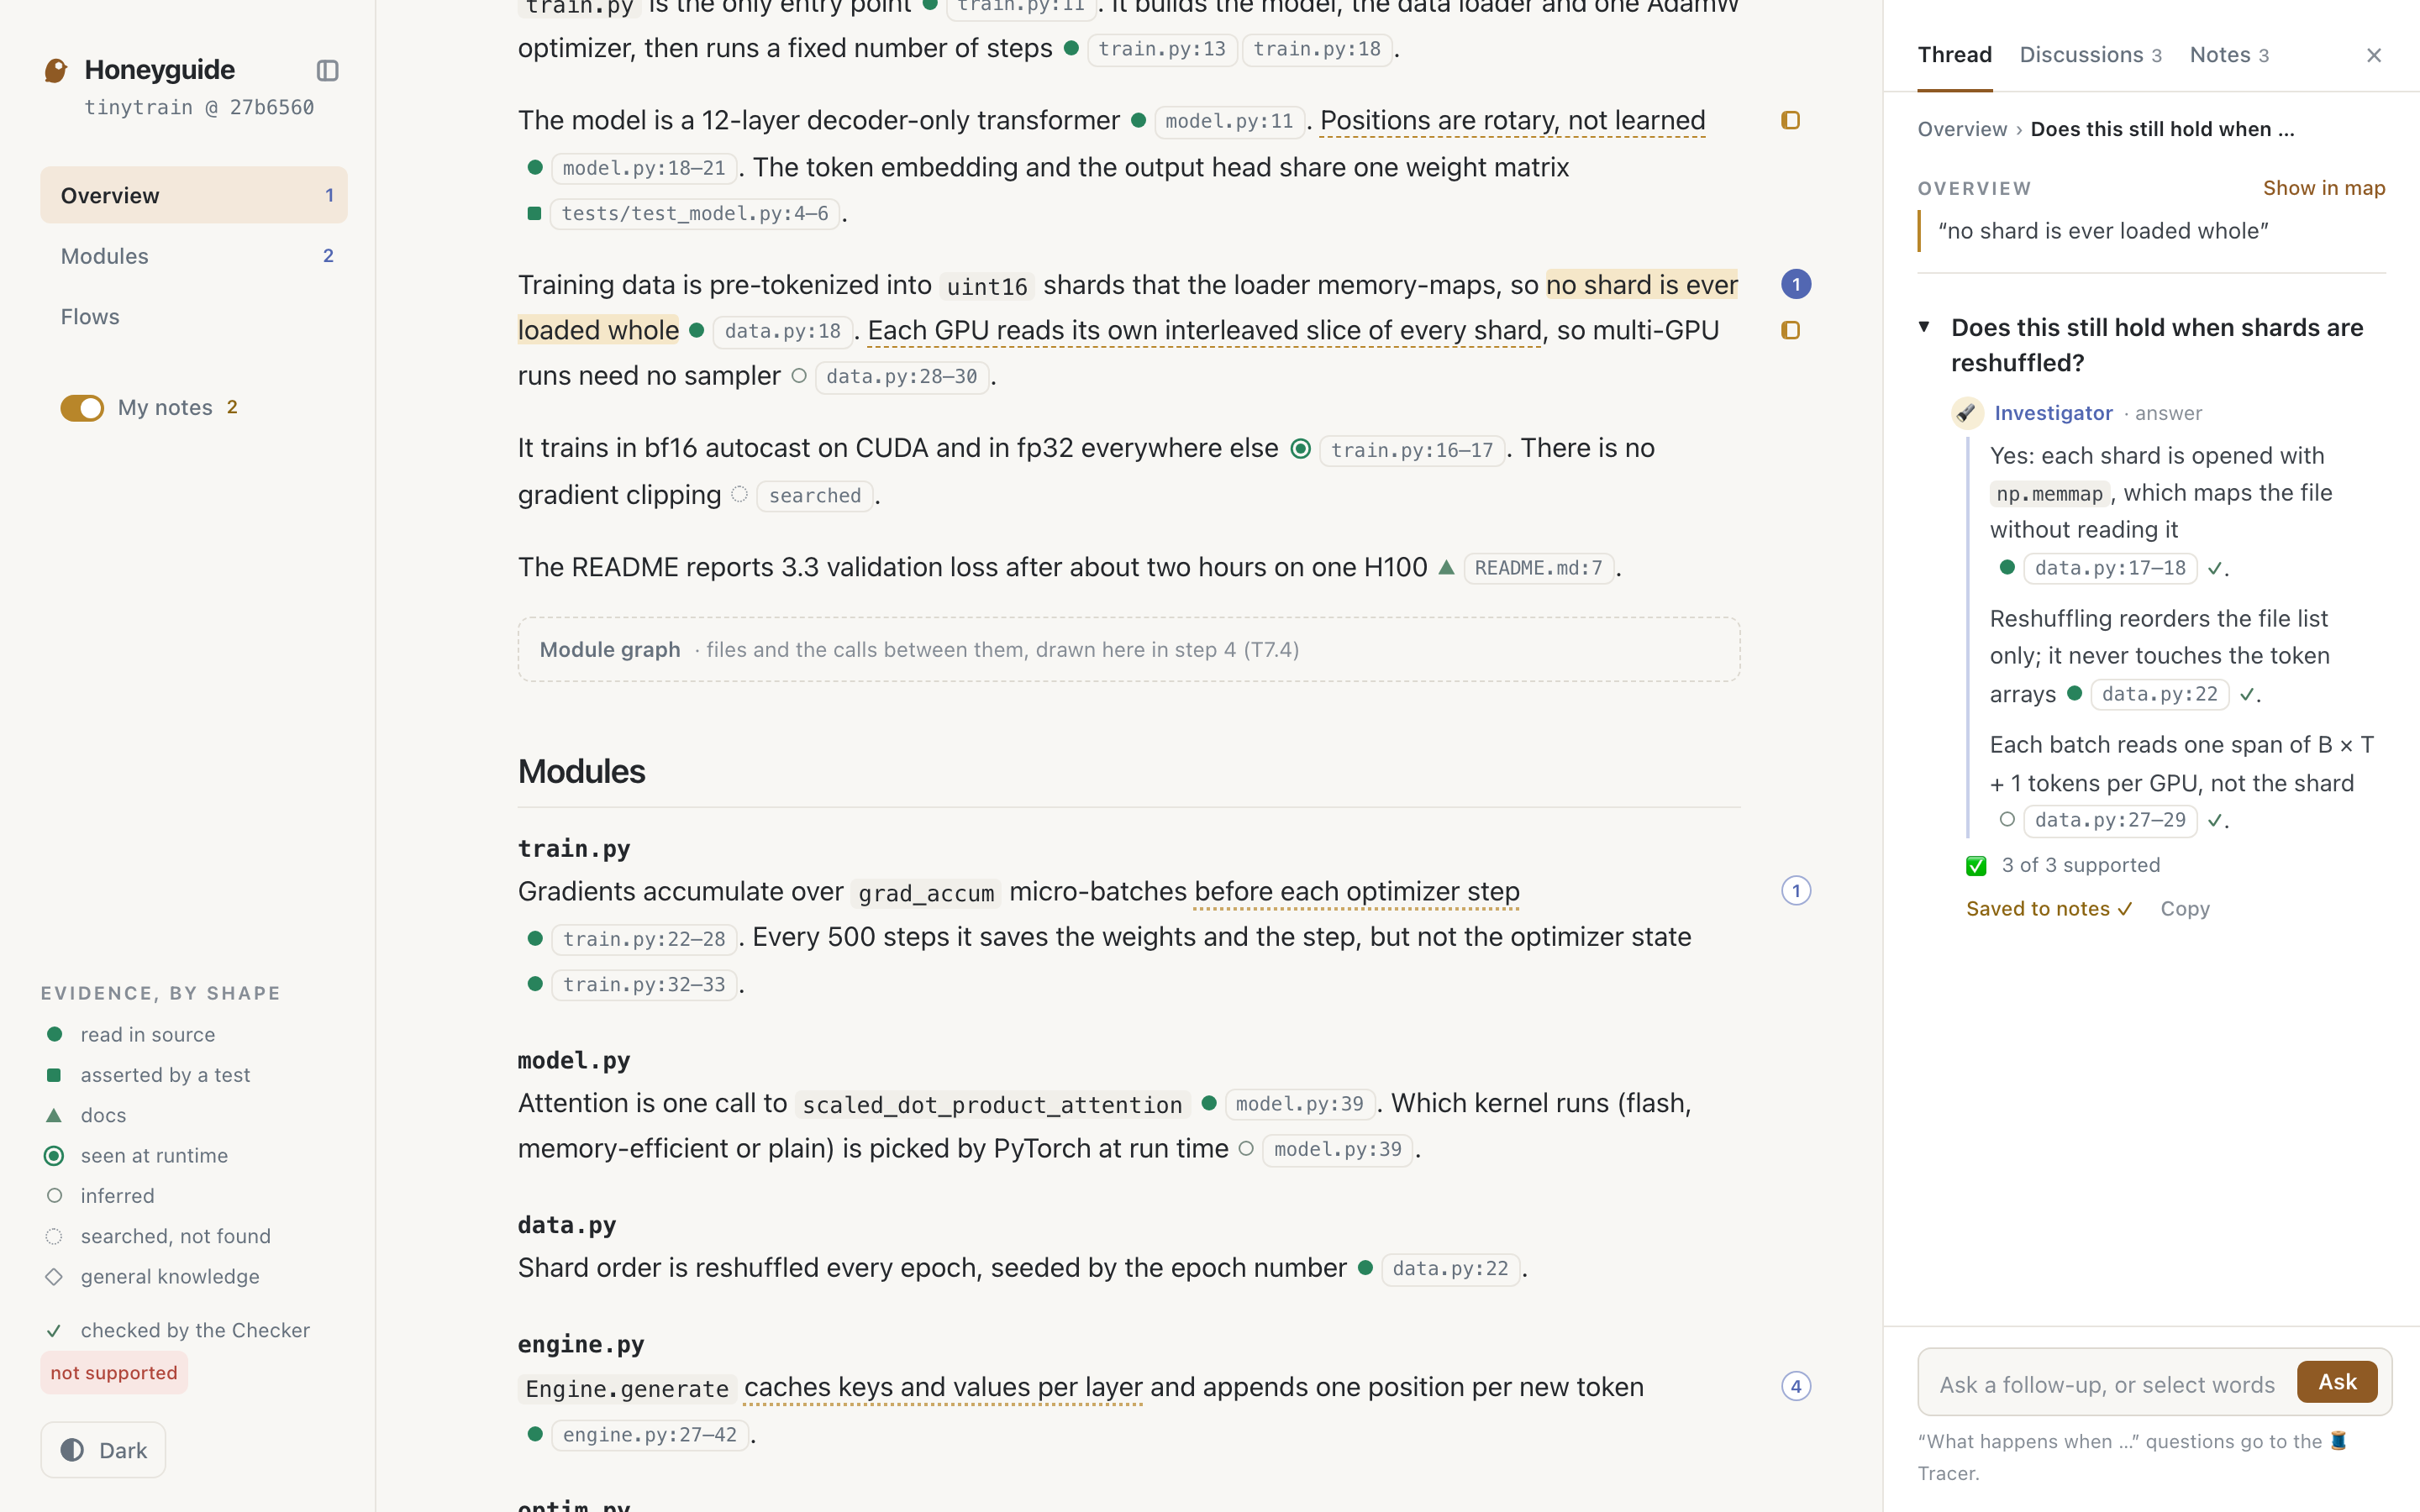 Honeyguide
tinytrain @ 27b6560
Overview 1
Modules 2
Flows
My notes 2
EVIDENCE, BY SHAPE
read in source
asserted by a test
docs
seen at runtime
inferred
searched, not found
general knowledge
✓ checked by the Checker
not supported
Dark
train.py is the only entry point train.py:11. It builds the model, the data loader and one AdamW
optimizer, then runs a fixed number of steps train.py:13 train.py:18.
The model is a 12-layer decoder-only transformer model.py:11. Positions are rotary, not learned
model.py:18–21. The token embedding and the output head share one weight matrix
tests/test_model.py:4–6.
Training data is pre-tokenized into uint16 shards that the loader memory-maps, so no shard is ever 1
loaded whole data.py:18. Each GPU reads its own interleaved slice of every shard, so multi-GPU
runs need no sampler data.py:28–30.
It trains in bf16 autocast on CUDA and in fp32 everywhere else train.py:16–17. There is no
gradient clipping searched.
The README reports 3.3 validation loss after about two hours on one H100 README.md:7.
Module graph · files and the calls between them, drawn here in step 4 (T7.4)
Modules
train.py
Gradients accumulate over grad_accum micro-batches before each optimizer step 1
train.py:22–28. Every 500 steps it saves the weights and the step, but not the optimizer state
train.py:32–33.
model.py
Attention is one call to scaled_dot_product_attention model.py:39. Which kernel runs (flash,
memory-efficient or plain) is picked by PyTorch at run time model.py:39.
data.py
Shard order is reshuffled every epoch, seeded by the epoch number data.py:22.
engine.py
Engine.generate caches keys and values per layer and appends one position per new token 4
engine.py:27–42.
optim.py
Thread Discussions 3 Notes 3 ×
Overview › Does this still hold when ...
OVERVIEW Show in map
“no shard is ever loaded whole”
Does this still hold when shards are
reshuffled?
Investigator · answer
Yes: each shard is opened with
np.memmap, which maps the file
without reading it
data.py:17–18 ✓.
Reshuffling reorders the file list
only; it never touches the token
arrays data.py:22 ✓.
Each batch reads one span of B × T
+ 1 tokens per GPU, not the shard
data.py:27–29 ✓.
✅ 3 of 3 supported
Saved to notes ✓ Copy
Ask a follow-up, or select words Ask
“What happens when …” questions go to the 🧵
Tracer.